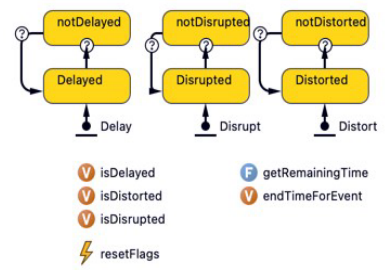 notDelayed notDisrupted notDistorted
? ? ?
? ? ?
Delayed Disrupted Distorted
Delay Disrupt Distort
V isDelayed F getRemainingTime
V isDistorted V endTimeForEvent
V isDisrupted
resetFlags